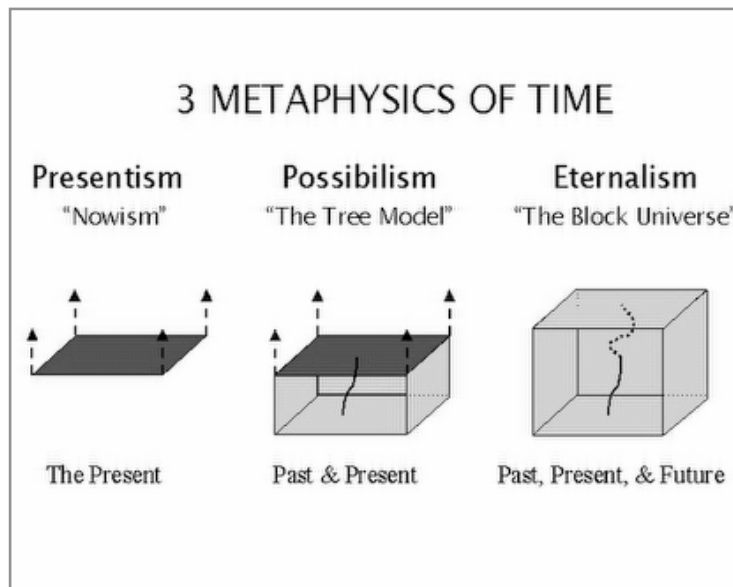 3 METAPHYSICS OF TIME
Presentism
"Nowism"
Possibilism
"The Tree Model"
Eternalism
"The Block Universe"
The Present
Past & Present
Past, Present, & Future